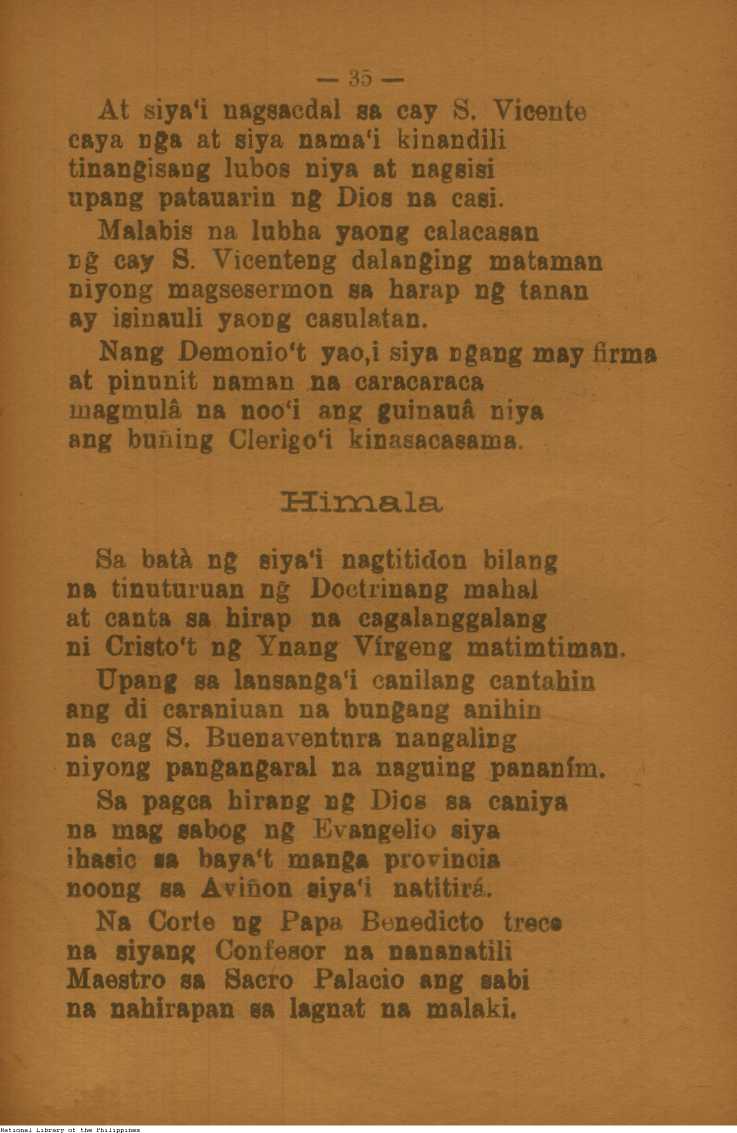 — 35 —
At siya‘i nagsacdal sa cay S. Vicente
caya nga at siya nama‘i kinandili
tinangisang lubos niya at nagsisi
upang patauarin ng Dios na casi.
Malabis na lubha yaong calacasan
ng̃ cay S. Vicenteng dalanging mataman
niyong magsesermon sa harap ng tanan
ay isinauli yaong casulatan.
Nang Demonio‘t yao,i siya ngang may firma
at pinunit naman na caracaraca
magmulâ na noo‘i ang guinauâ niya
ang buñing Clerigo‘i kinasacasama.
Himala
Sa batà ng siya‘i nagtitidon bilang
na tinuturuan ng̃ Doctrinang mahal
at canta sa hirap na cagalanggalang
ni Cristo‘t ng Ynang Vírgeng matimtiman.
Upang sa lansanga‘i canilang cantahin
ang di caraniuan na bungang anihin
na cag S. Buenaventura nangaling
niyong pangangaral na naguing pananím.
Sa pagca hirang ng Dios sa caniya
na mag sabog ng Evangelio siya
ihasic sa baya‘t manga provincia
noong sa Aviñon siya‘i natitirá.
Na Corte ng Papa Benedicto trece
na siyang Confesor na nananatili
Maestro sa Sacro Palacio ang sabi
na nahirapan sa lagnat na malaki.
National Library of the Philippines